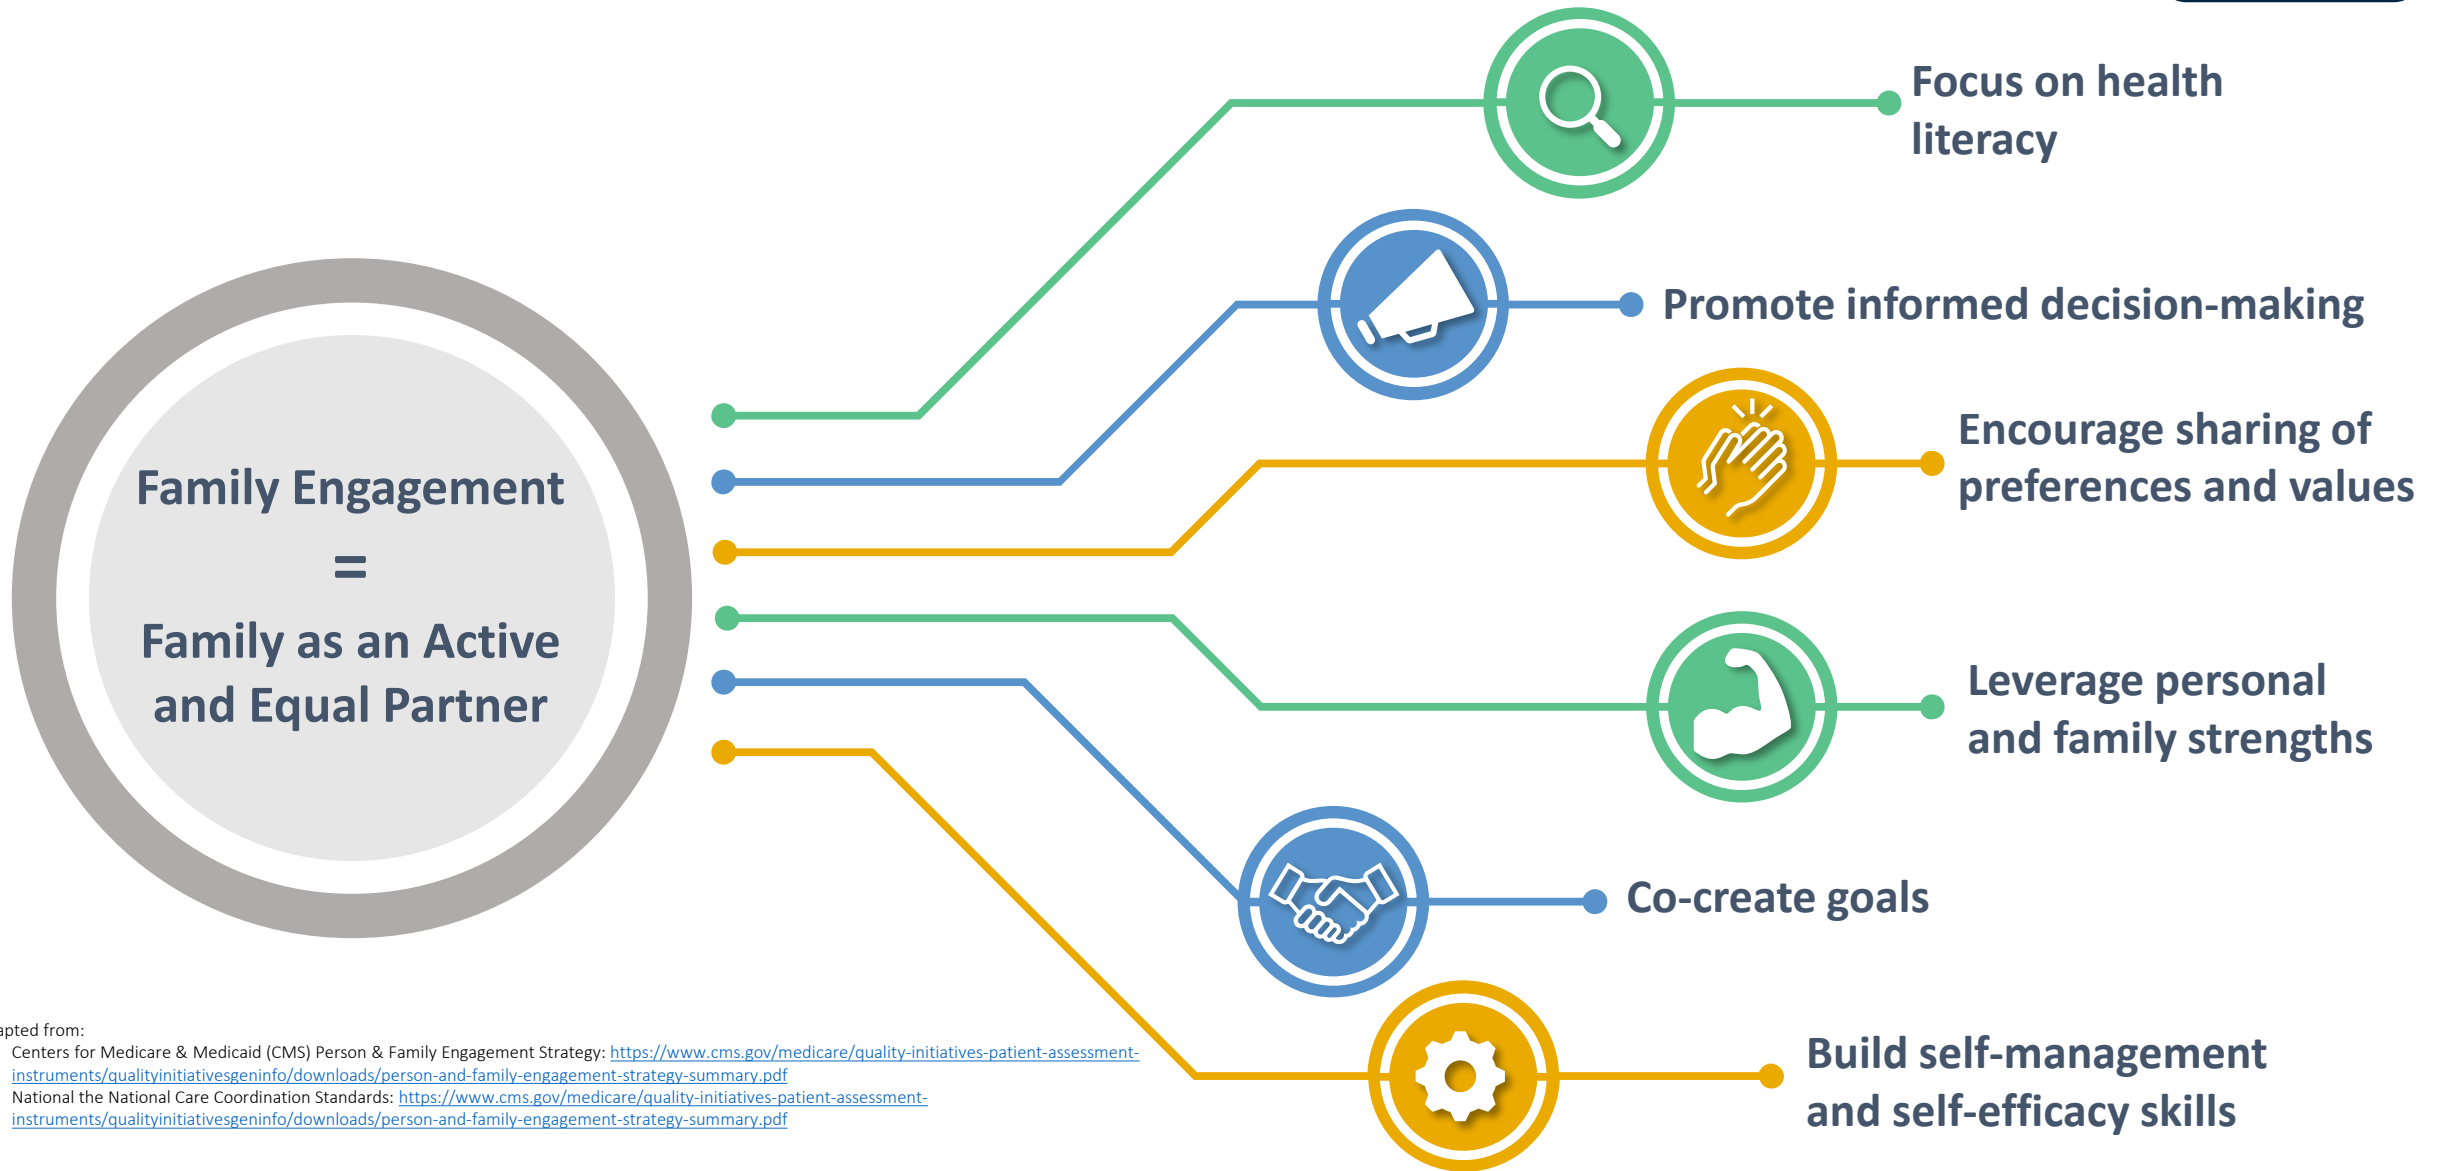 Focus on health
literacy
Promote informed decision-making
Encourage sharing of
preferences and values
Family Engagement
=
Family as an Active
and Equal Partner
Leverage personal
and family strengths
Co-create goals
Build self-management
and self-efficacy skills
apted from:
Centers for Medicare & Medicaid (CMS) Person & Family Engagement Strategy: https://www.cms.gov/medicare/quality-initiatives-patient-assessment-
instruments/qualityinitiativesgeninfo/downloads/person-and-family-engagement-strategy-summary.pdf
National the National Care Coordination Standards: https://www.cms.gov/medicare/quality-initiatives-patient-assessment-
instruments/qualityinitiativesgeninfo/downloads/person-and-family-engagement-strategy-summary.pdf